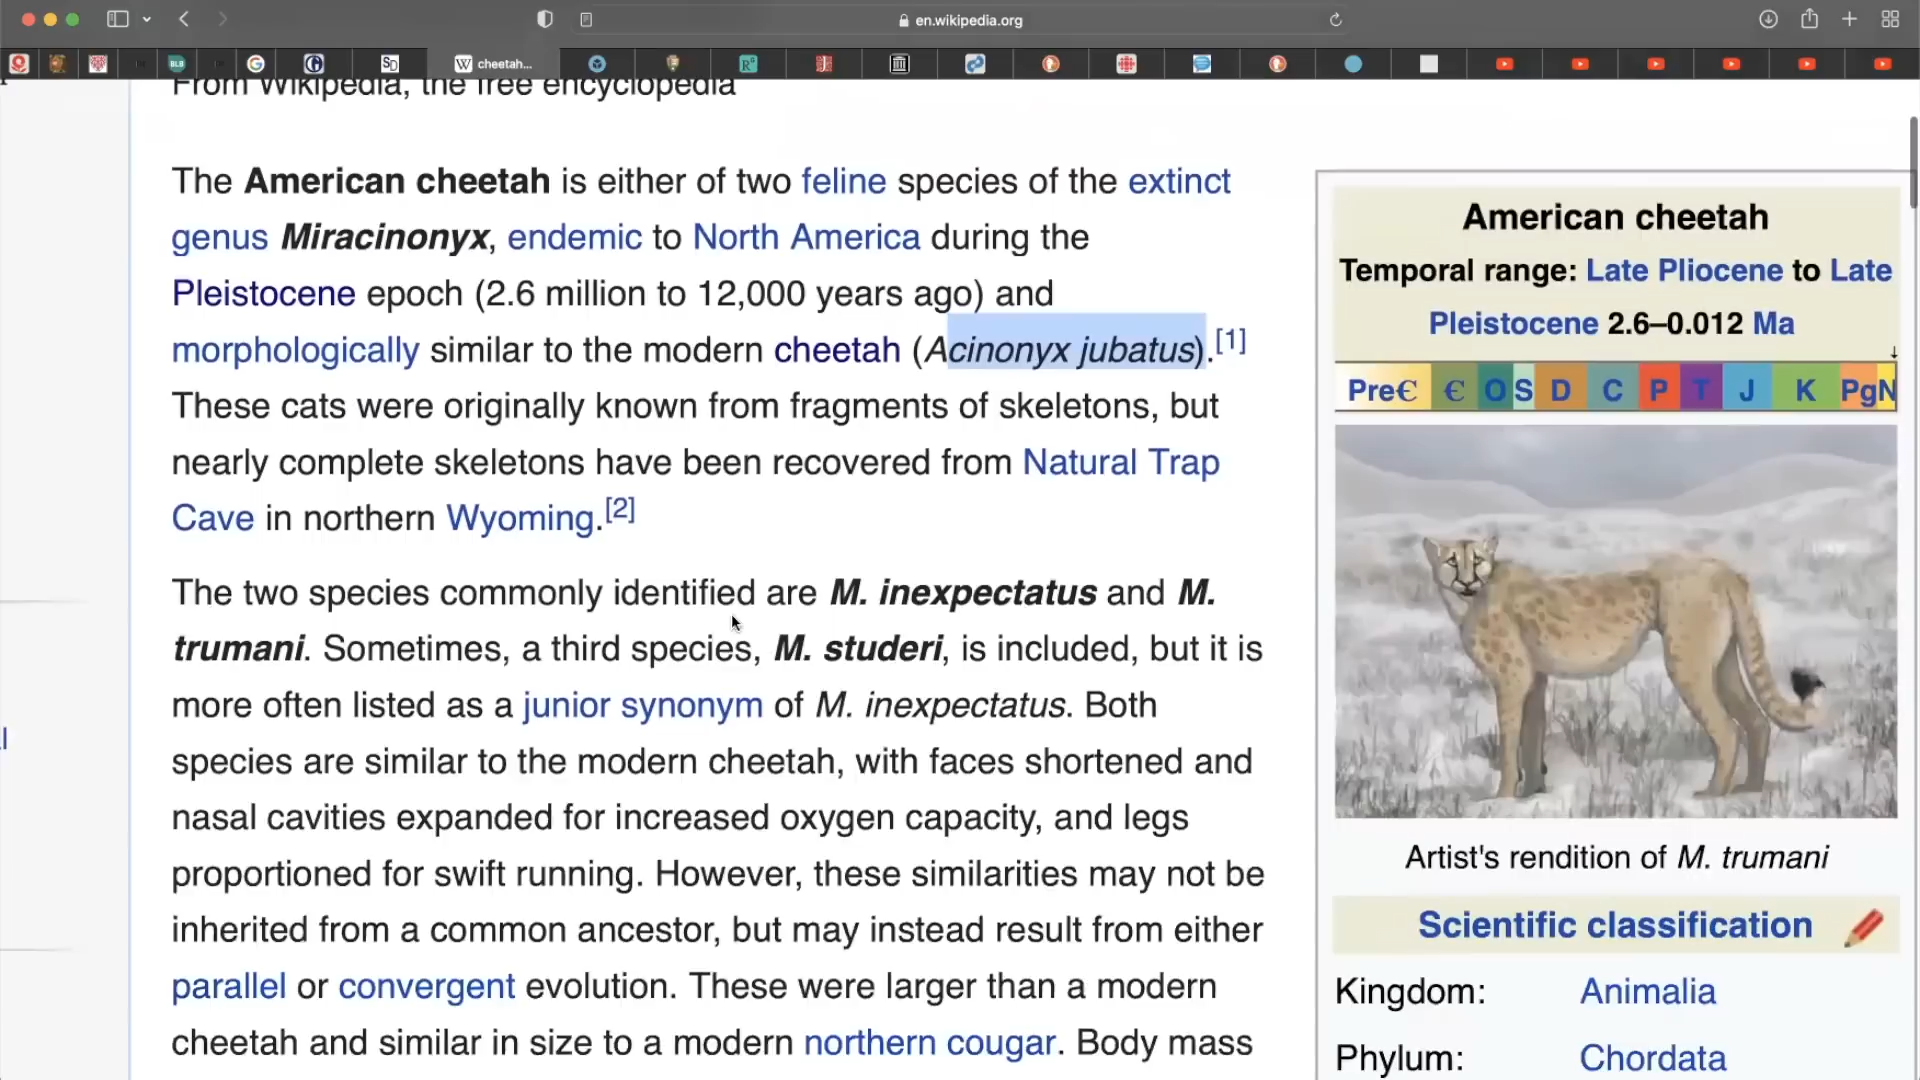 en.wikipedia.org
BLB
G
SD
W cheetah...
From Wikipedia, the free encyclopedia
The American cheetah is either of two feline species of the extinct
genus Miracinonyx, endemic to North America during the
Pleistocene epoch (2.6 million to 12,000 years ago) and
morphologically similar to the modern cheetah (Acinonyx jubatus).[1]
These cats were originally known from fragments of skeletons, but
nearly complete skeletons have been recovered from Natural Trap
Cave in northern Wyoming.[2]
The two species commonly identified are M. inexpectatus and M.
trumani. Sometimes, a third species, M. studeri, is included, but it is
more often listed as a junior synonym of M. inexpectatus. Both
species are similar to the modern cheetah, with faces shortened and
nasal cavities expanded for increased oxygen capacity, and legs
proportioned for swift running. However, these similarities may not be
inherited from a common ancestor, but may instead result from either
parallel or convergent evolution. These were larger than a modern
cheetah and similar in size to a modern northern cougar. Body mass
American cheetah
Temporal range: Late Pliocene to Late
Pleistocene 2.6–0.012 Ma
↓
PreꞒ Ꞓ O S D C P T J K Pg N
Artist's rendition of M. trumani
Scientific classification
Kingdom: Animalia
Phylum: Chordata